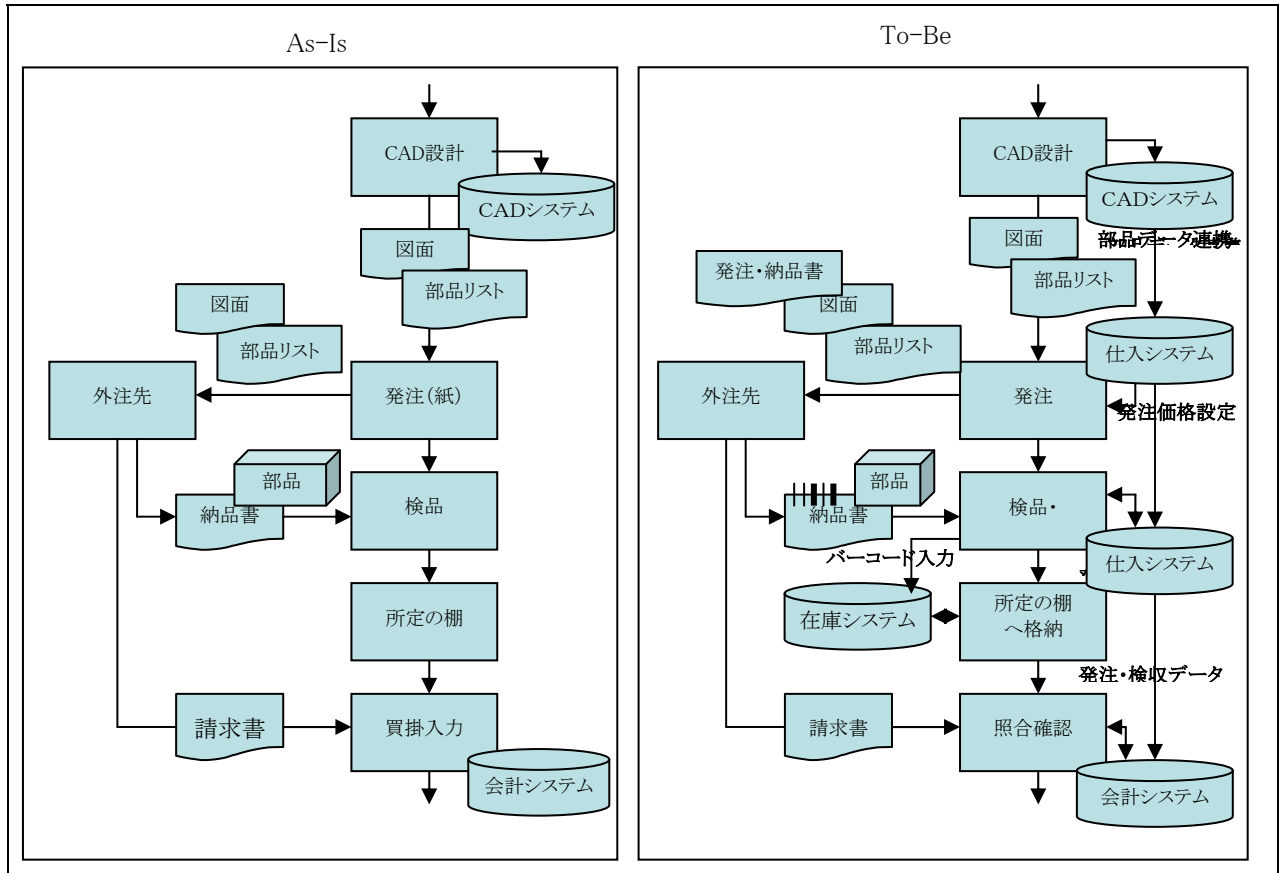 As-Is
CAD設計
CADシステム
図面
部品リスト
図面
部品リスト
外注先
発注(紙)
部品
納品書
検品
所定の棚
請求書
買掛入力
会計システム
To-Be
CAD設計
CADシステム
部品データ連携
図面
部品リスト
発注・納品書
図面
部品リスト
仕入システム
外注先
発注
発注価格設定
部品
納品書
検品・
バーコード入力
仕入システム
在庫システム
所定の棚
へ格納
発注・検収データ
請求書
照合確認
会計システム